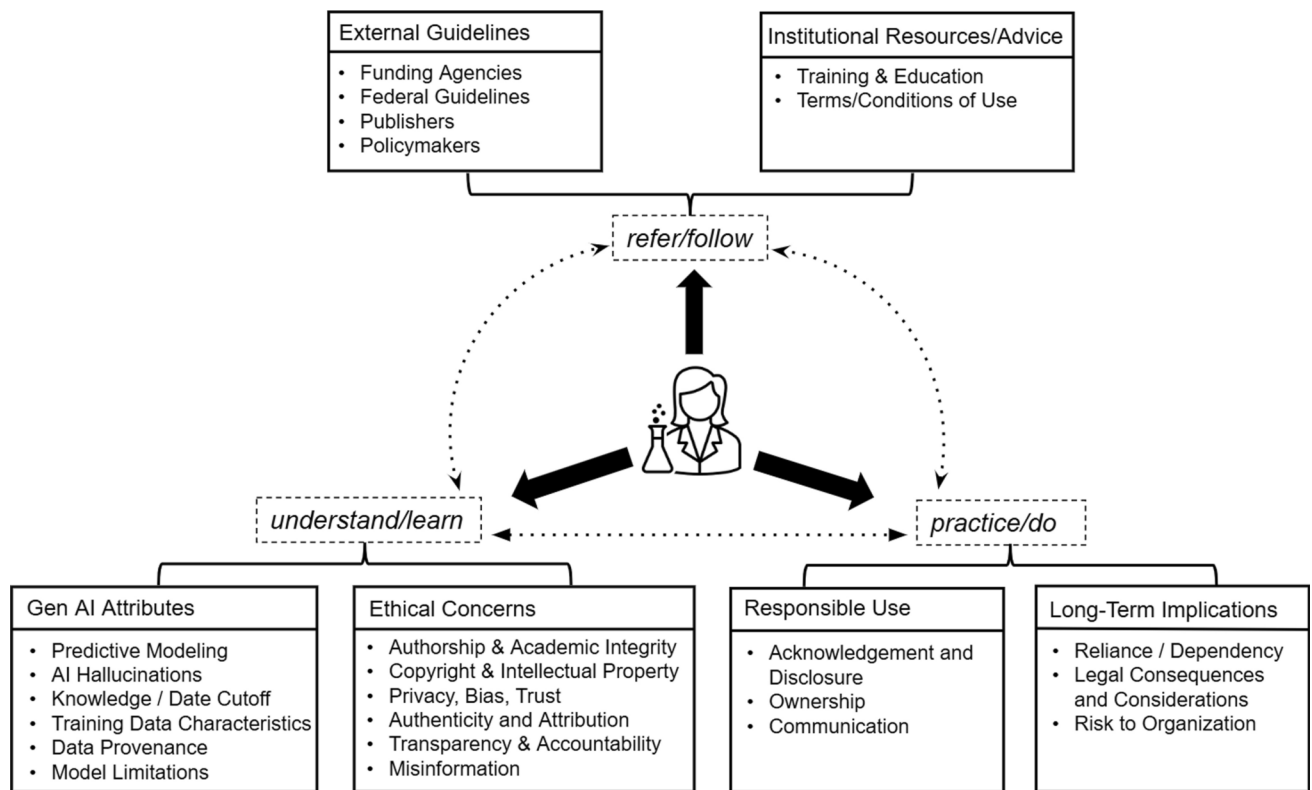 External Guidelines
• Funding Agencies
• Federal Guidelines
• Publishers
• Policymakers
Institutional Resources/Advice
• Training & Education
• Terms/Conditions of Use
refer/follow
understand/learn
practice/do
Gen AI Attributes
• Predictive Modeling
• AI Hallucinations
• Knowledge / Date Cutoff
• Training Data Characteristics
• Data Provenance
• Model Limitations
Ethical Concerns
• Authorship & Academic Integrity
• Copyright & Intellectual Property
• Privacy, Bias, Trust
• Authenticity and Attribution
• Transparency & Accountability
• Misinformation
Responsible Use
• Acknowledgement and
Disclosure
• Ownership
• Communication
Long-Term Implications
• Reliance / Dependency
• Legal Consequences
and Considerations
• Risk to Organization